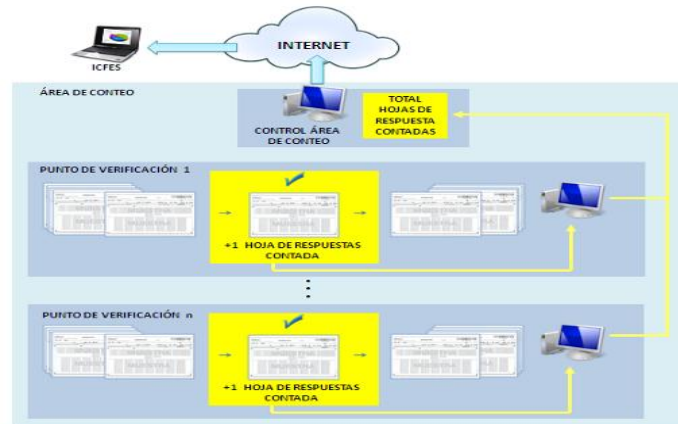 INTERNET
ICFES
ÁREA DE CONTEO
CONTROL ÁREA
DE CONTEO
TOTAL
HOJAS DE
RESPUESTA
CONTADAS
PUNTO DE VERIFICACIÓN 1
+1 HOJA DE RESPUESTAS
CONTADA
PUNTO DE VERIFICACIÓN n
+1 HOJA DE RESPUESTAS
CONTADA